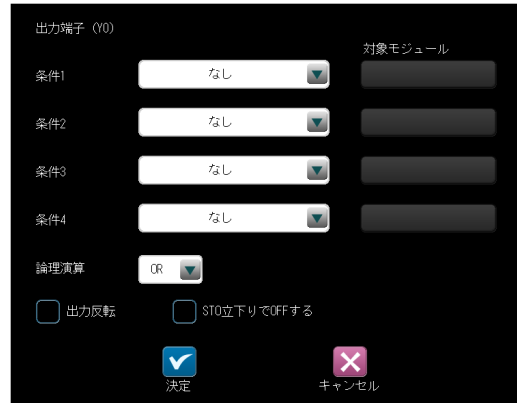 出力端子 (Y0)
対象モジュール
条件1 なし
条件2 なし
条件3 なし
条件4 なし
論理演算 OR
出力反転 STO立下りでOFFする
決定 キャンセル